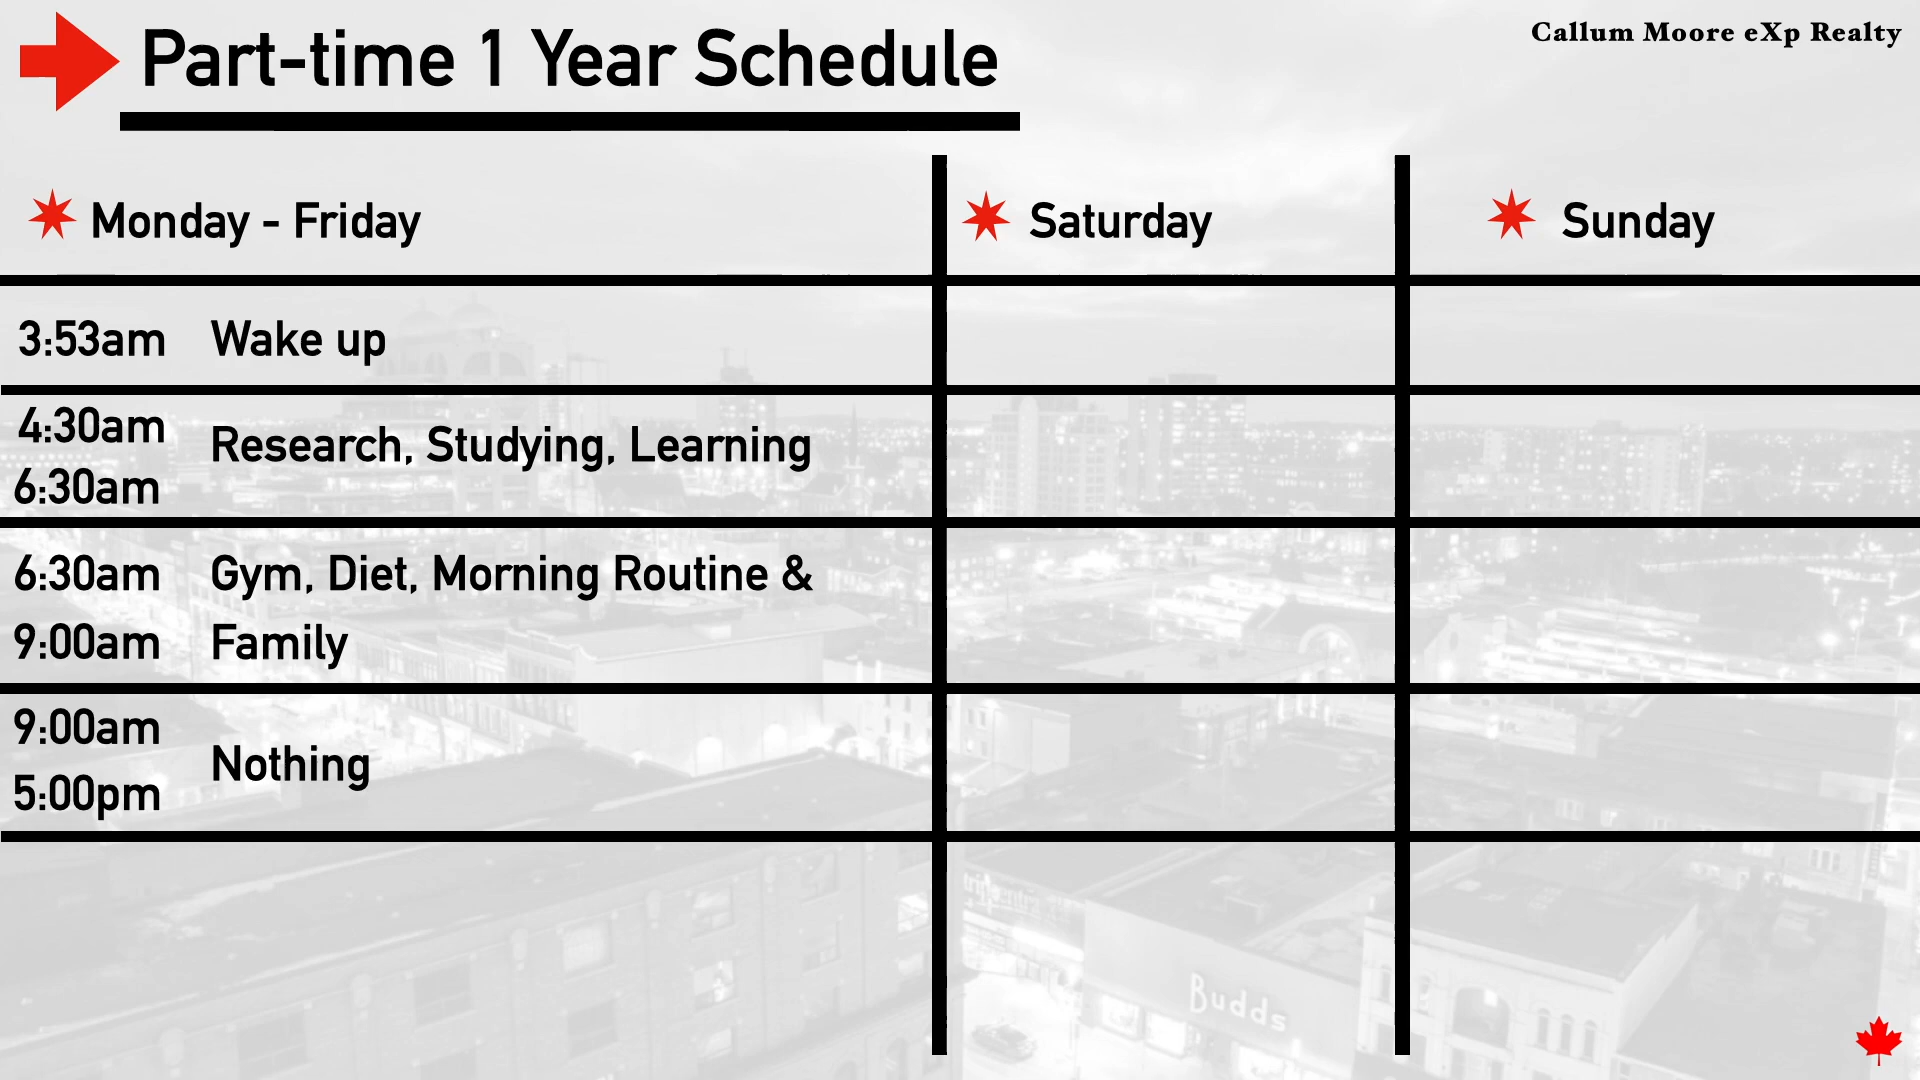 Part-time 1 Year Schedule
Callum Moore eXp Realty
Monday - Friday
Saturday
Sunday
3:53am Wake up
4:30am
Research, Studying, Learning
6:30am
6:30am Gym, Diet, Morning Routine &
9:00am Family
9:00am
Nothing
5:00pm
Budds